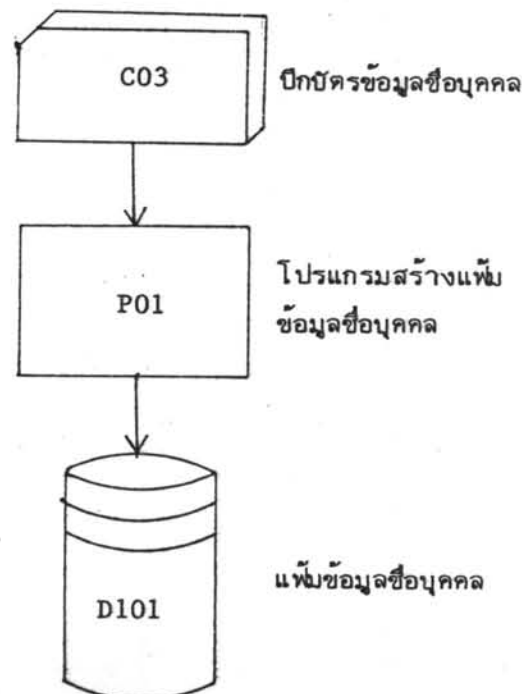 C03
ปึกบัตรข้อมูลชื่อบุคคล
P01
โปรแกรมสร้างแฟ้ม
ข้อมูลชื่อบุคคล
D101
แฟ้มข้อมูลชื่อบุคคล